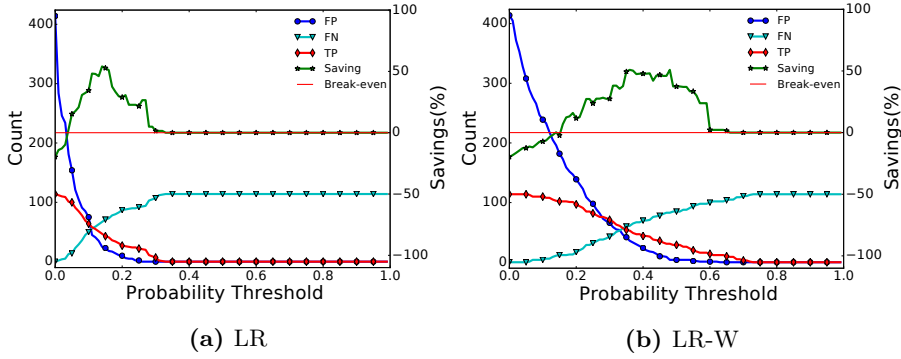 400
300
200
100
0
Count
0.0 0.2 0.4 0.6 0.8 1.0
Probability Threshold
100
50
0
−50
−100
Savings(%)
FP
FN
TP
Saving
Break-even
(a) LR
400
300
200
100
0
Count
0.0 0.2 0.4 0.6 0.8 1.0
Probability Threshold
100
50
0
−50
−100
Savings(%)
FP
FN
TP
Saving
Break-even
(b) LR-W